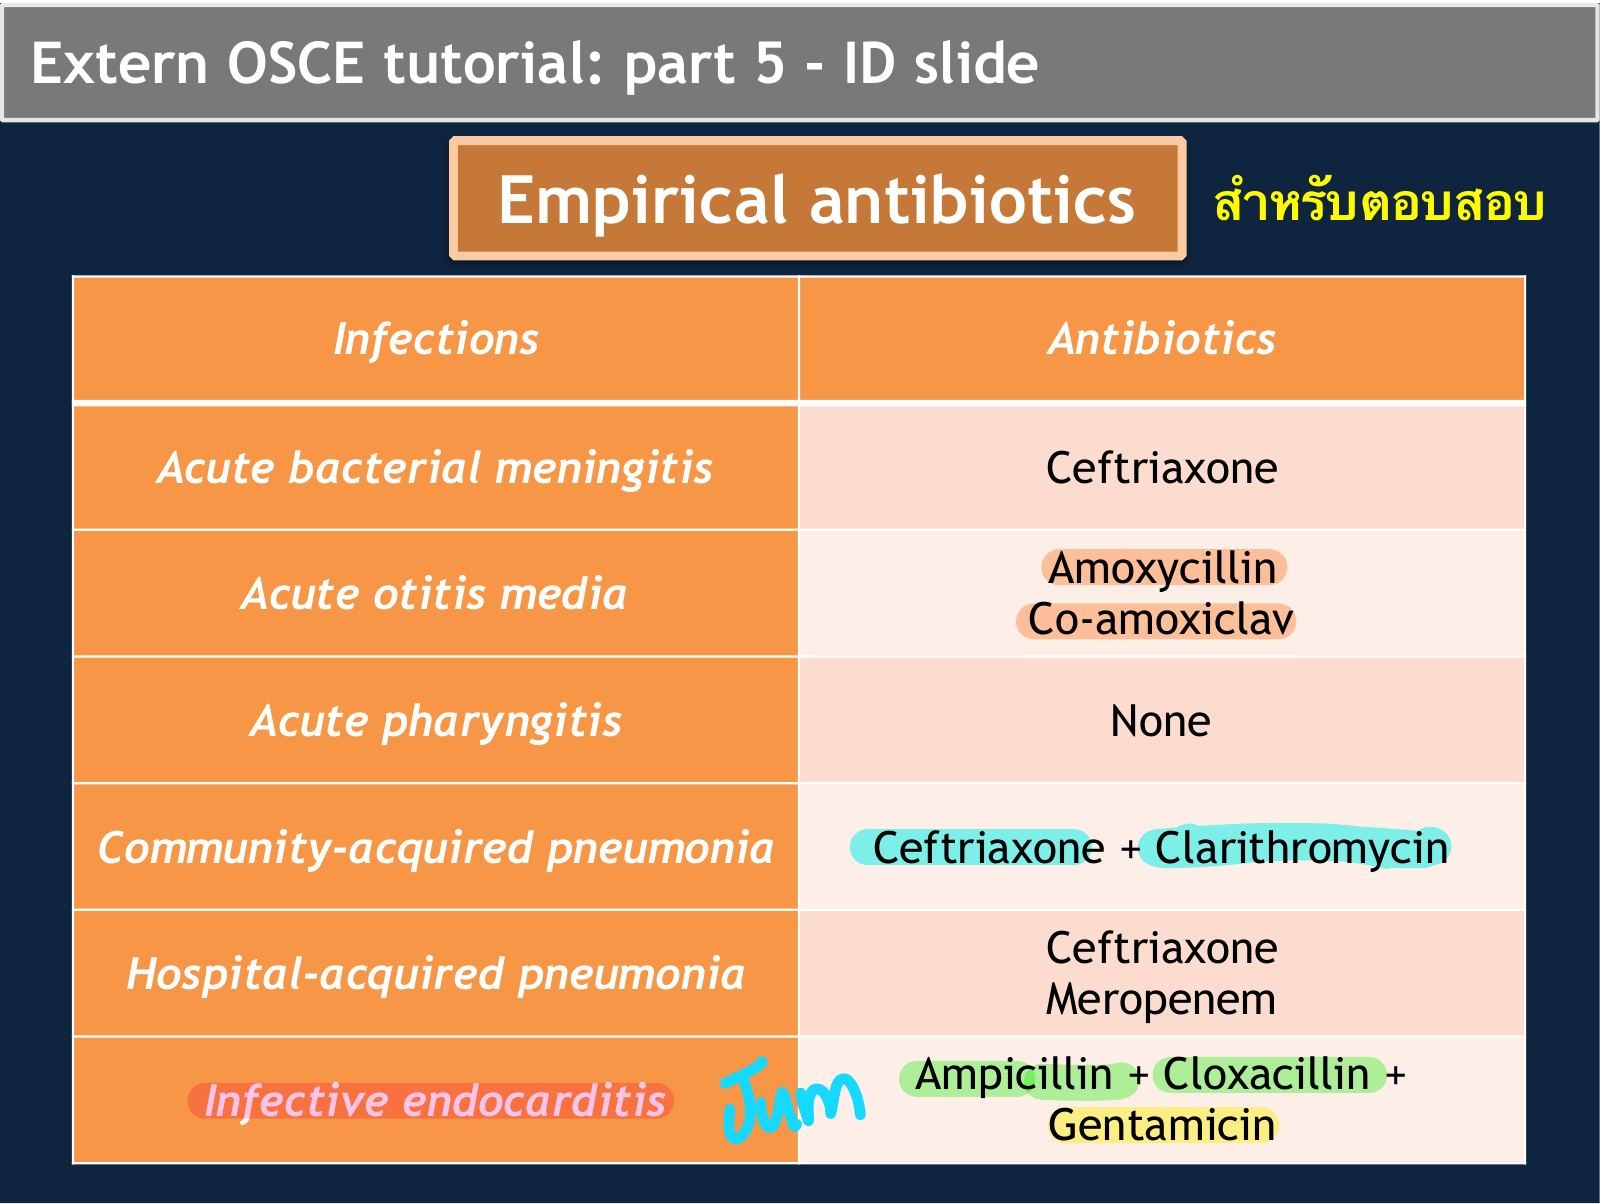 Extern OSCE tutorial: part 5 - ID slide
Empirical antibiotics
สำหรับตอบสอบ
Infections
Antibiotics
Acute bacterial meningitis
Ceftriaxone
Acute otitis media
Amoxycillin
Co-amoxiclav
Acute pharyngitis
None
Community-acquired pneumonia
Ceftriaxone + Clarithromycin
Hospital-acquired pneumonia
Ceftriaxone
Meropenem
Infective endocarditis
Ampicillin + Cloxacillin +
Gentamicin